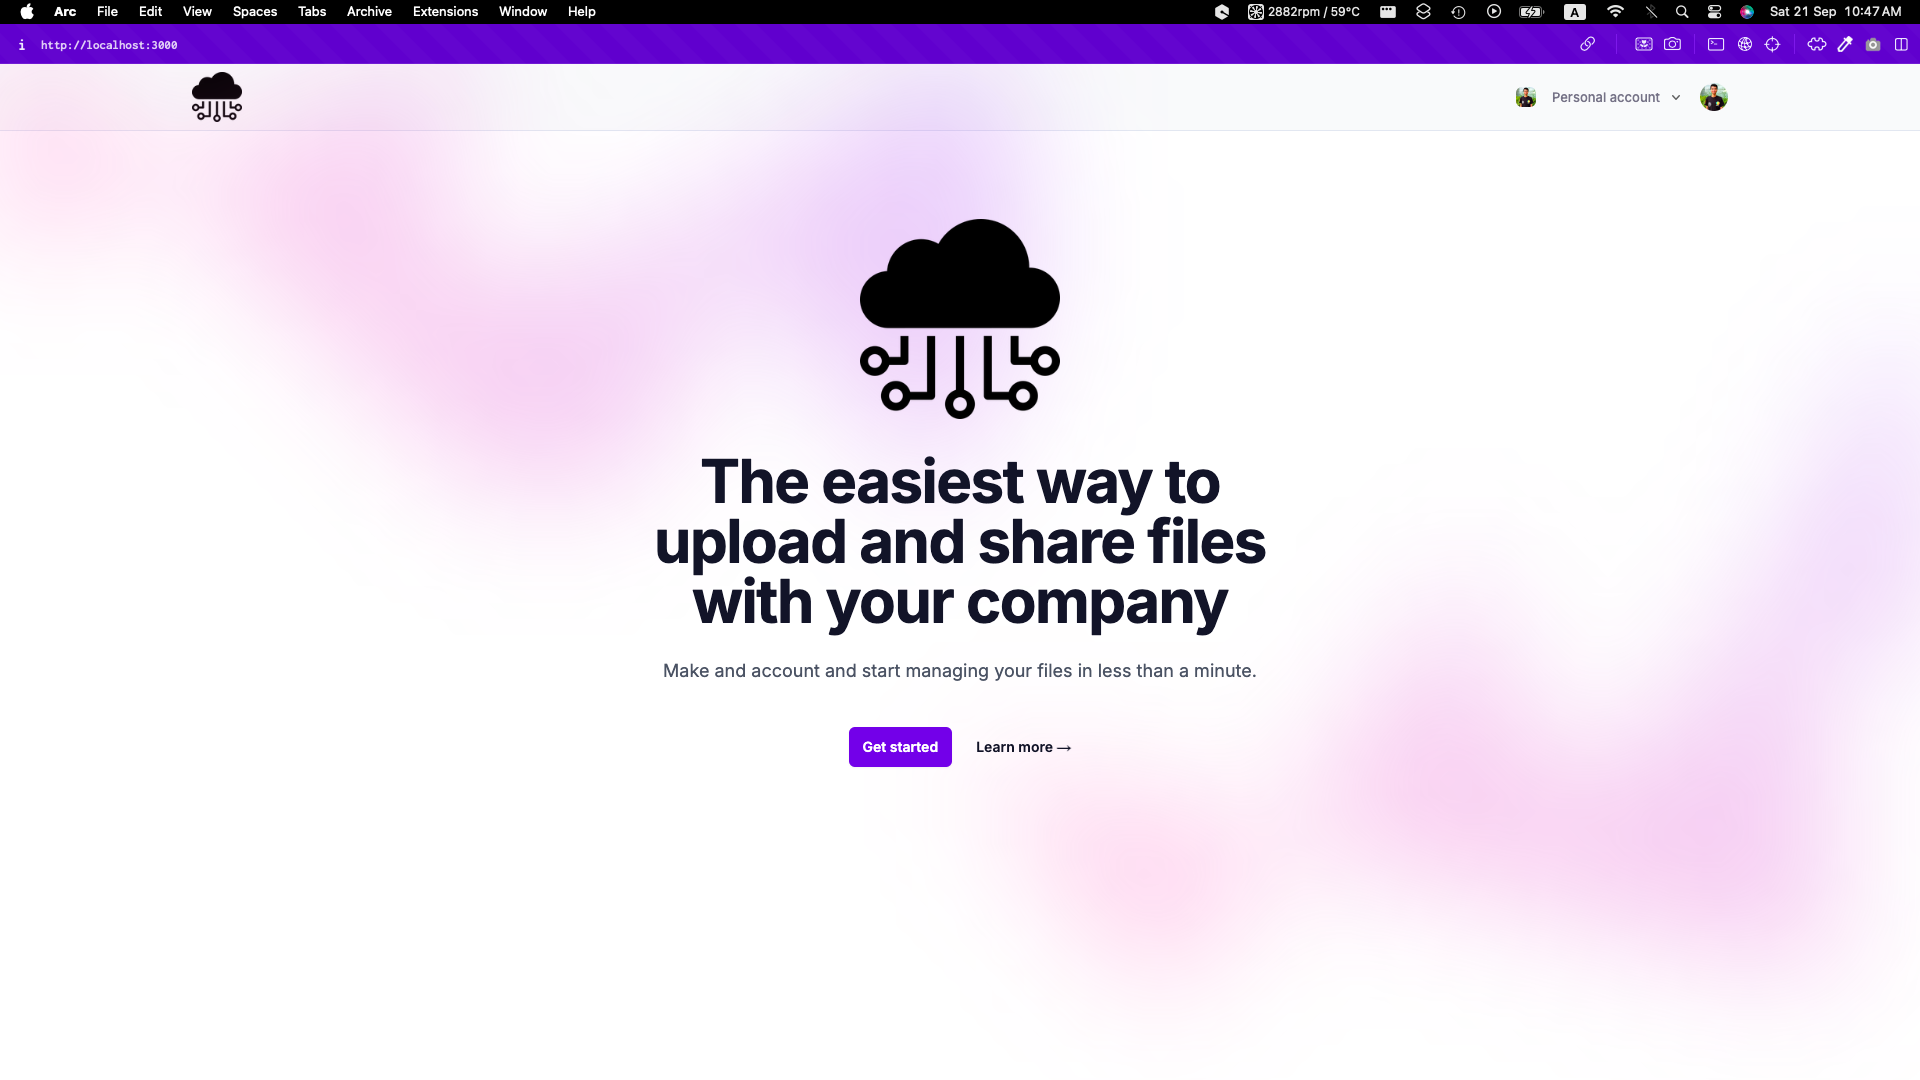 Arc File Edit View Spaces Tabs Archive Extensions Window Help 2882rpm / 59°C A Sat 21 Sep 10:47 AM
http://localhost:3000
Personal account
The easiest way to
upload and share files
with your company
Make and account and start managing your files in less than a minute.
Get started Learn more →